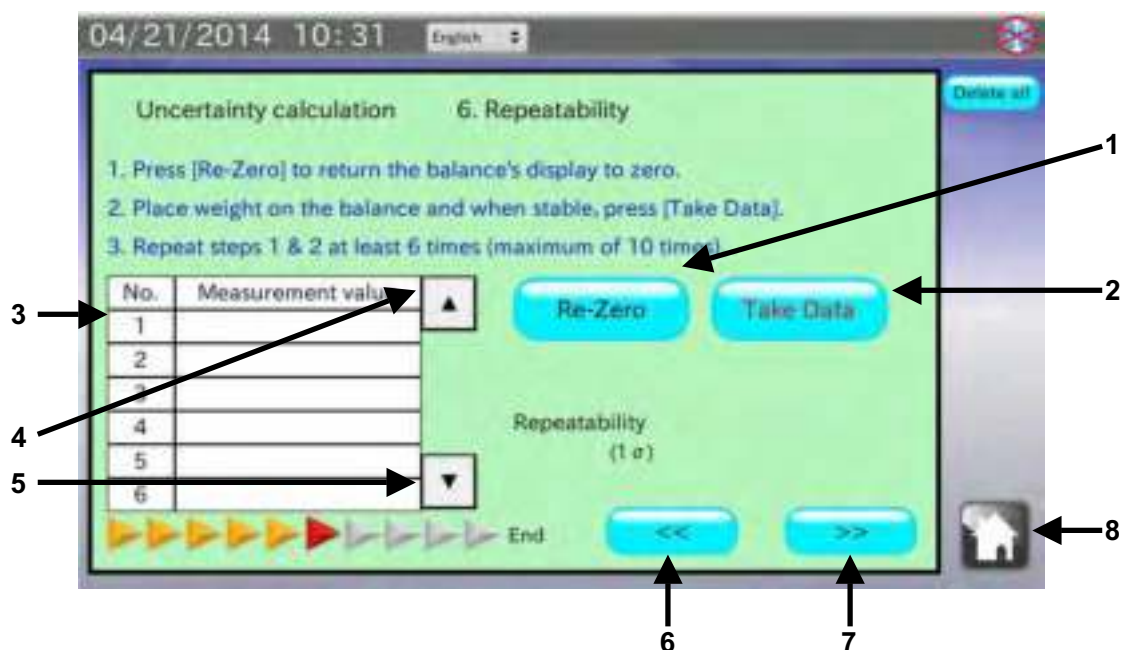 04/21/2014 10:31 English
Delete all
Uncertainty calculation 6. Repeatability
1. Press [Re-Zero] to return the balance's display to zero.
2. Place weight on the balance and when stable, press [Take Data].
3. Repeat steps 1 & 2 at least 6 times (maximum of 10 times)
No. Measurement valu
▲
Re-Zero
Take Data
1
2
3
4
5
6
▼
Repeatability
(1 σ)
End
<<
>>
1
2
3
4
5
6
7
8